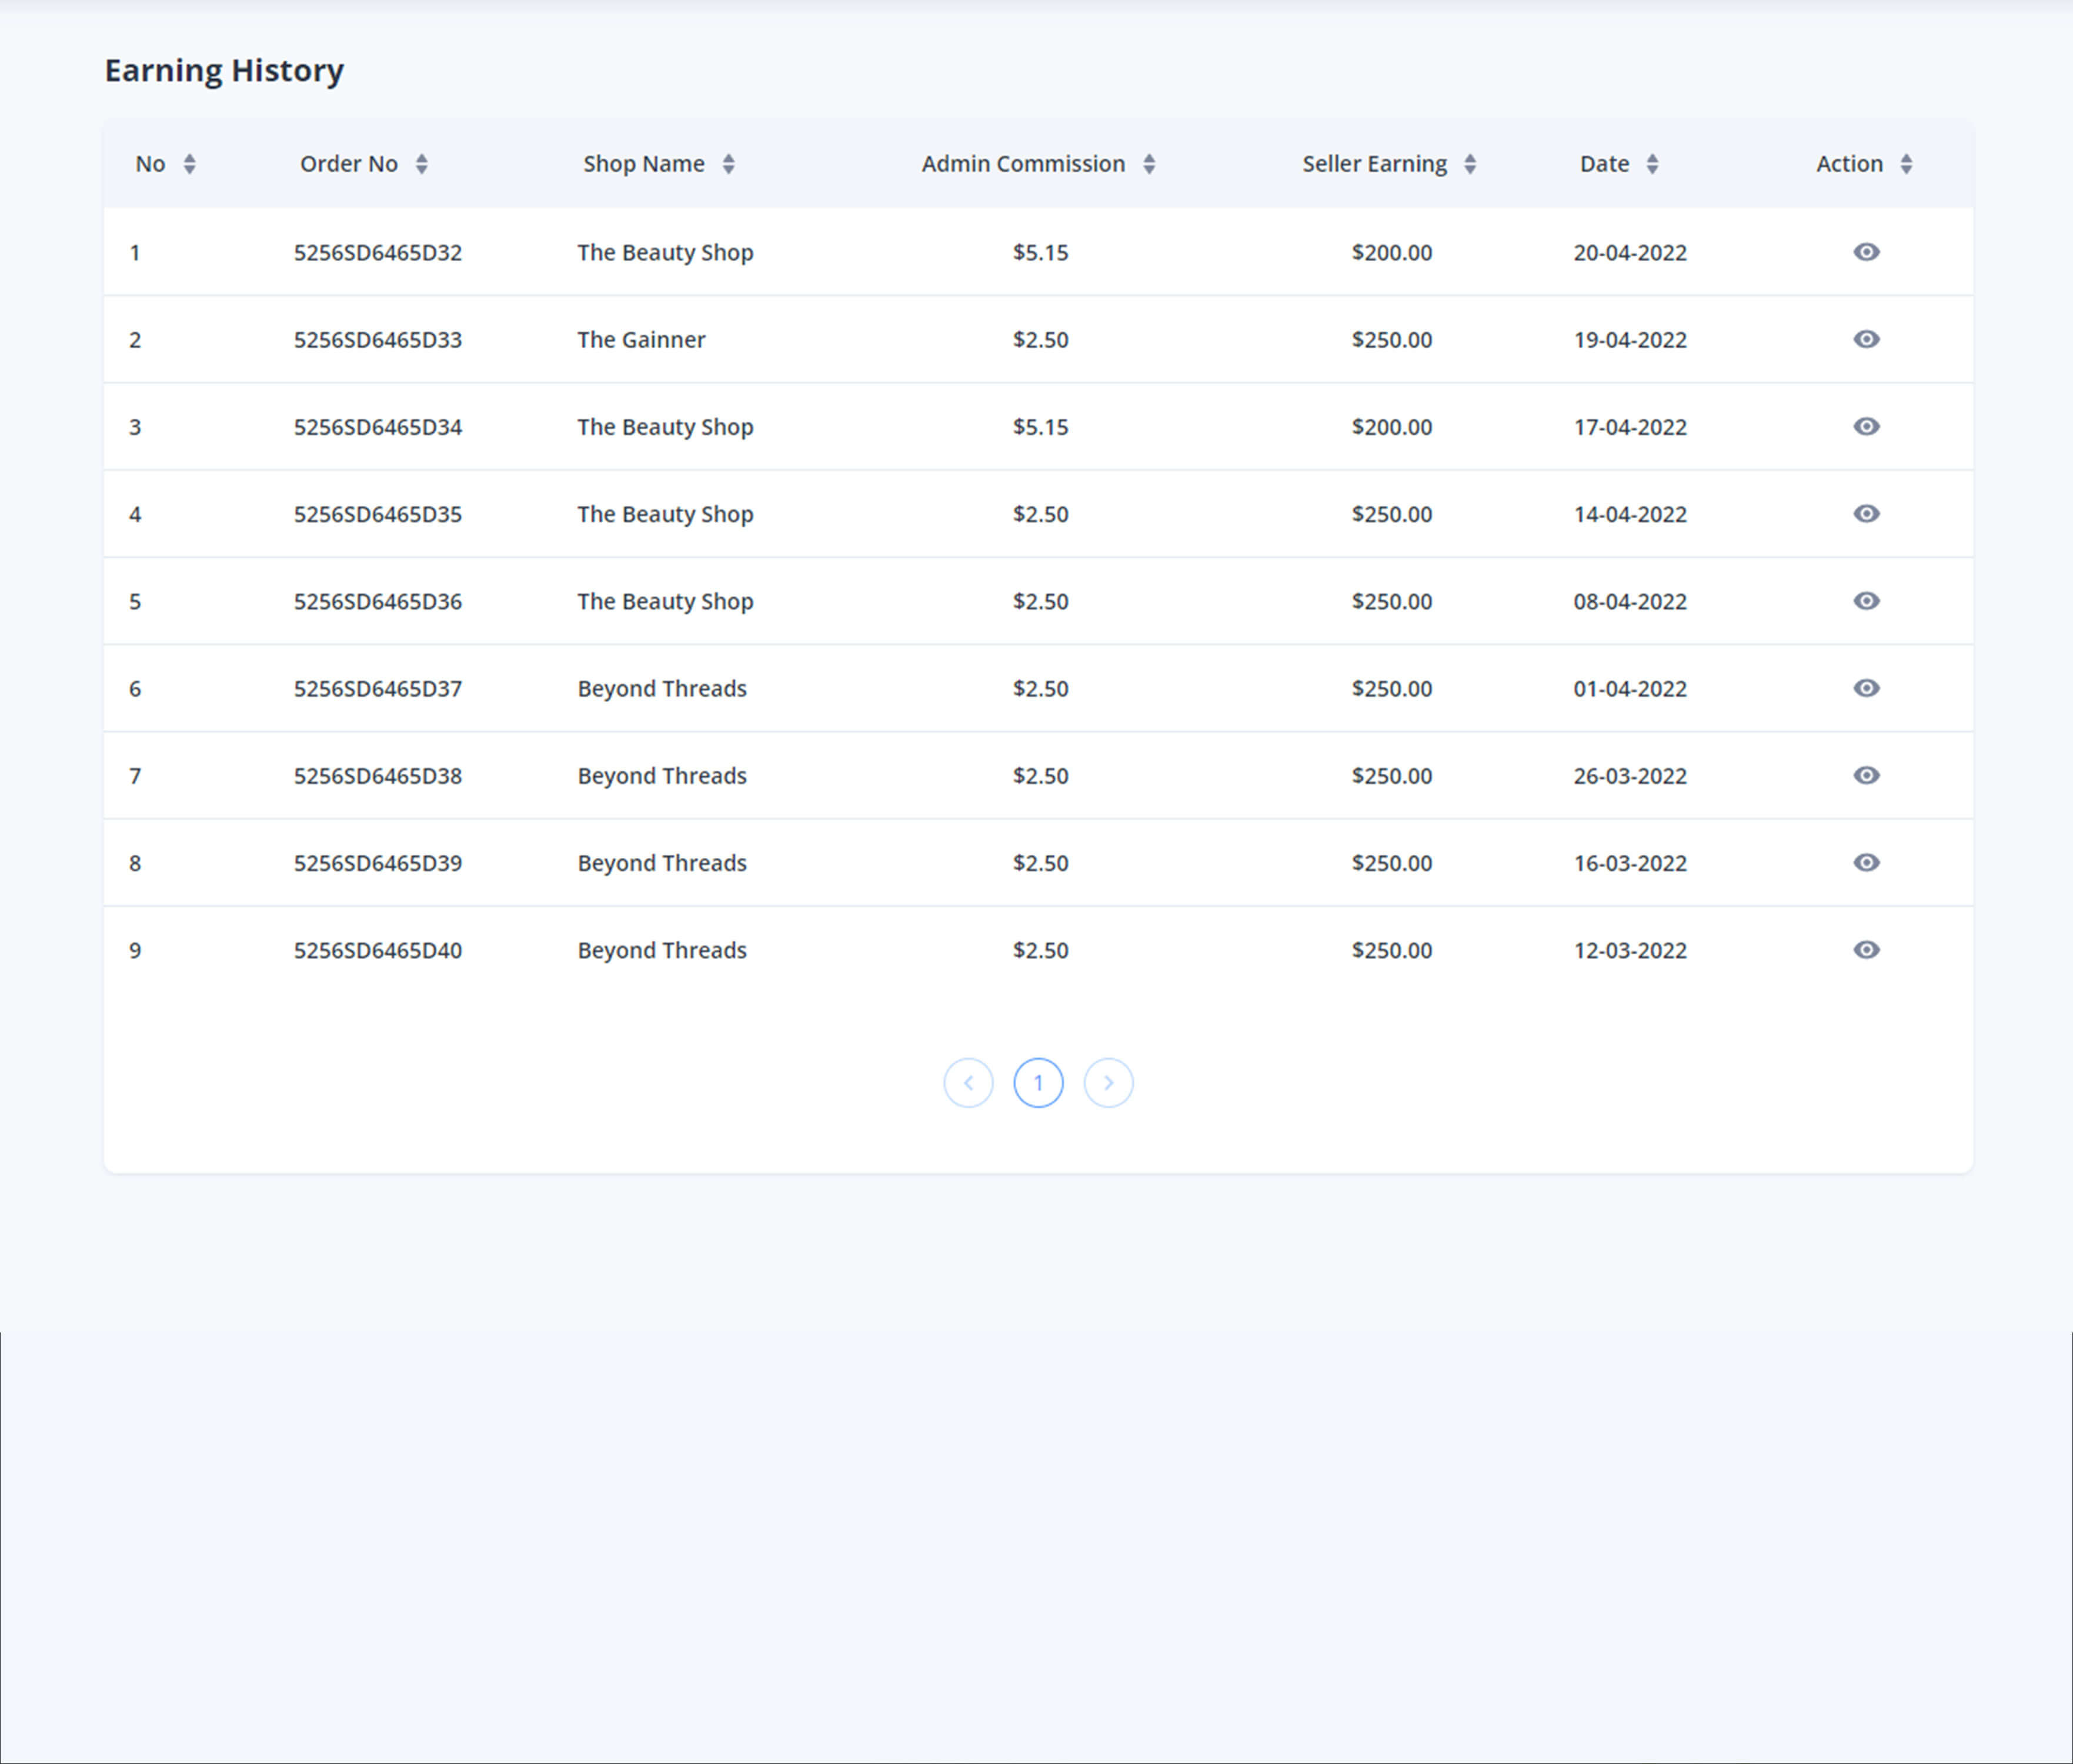 Earning History
No Order No Shop Name Admin Commission Seller Earning Date Action
1 5256SD6465D32 The Beauty Shop $5.15 $200.00 20-04-2022
2 5256SD6465D33 The Gainner $2.50 $250.00 19-04-2022
3 5256SD6465D34 The Beauty Shop $5.15 $200.00 17-04-2022
4 5256SD6465D35 The Beauty Shop $2.50 $250.00 14-04-2022
5 5256SD6465D36 The Beauty Shop $2.50 $250.00 08-04-2022
6 5256SD6465D37 Beyond Threads $2.50 $250.00 01-04-2022
7 5256SD6465D38 Beyond Threads $2.50 $250.00 26-03-2022
8 5256SD6465D39 Beyond Threads $2.50 $250.00 16-03-2022
9 5256SD6465D40 Beyond Threads $2.50 $250.00 12-03-2022
1